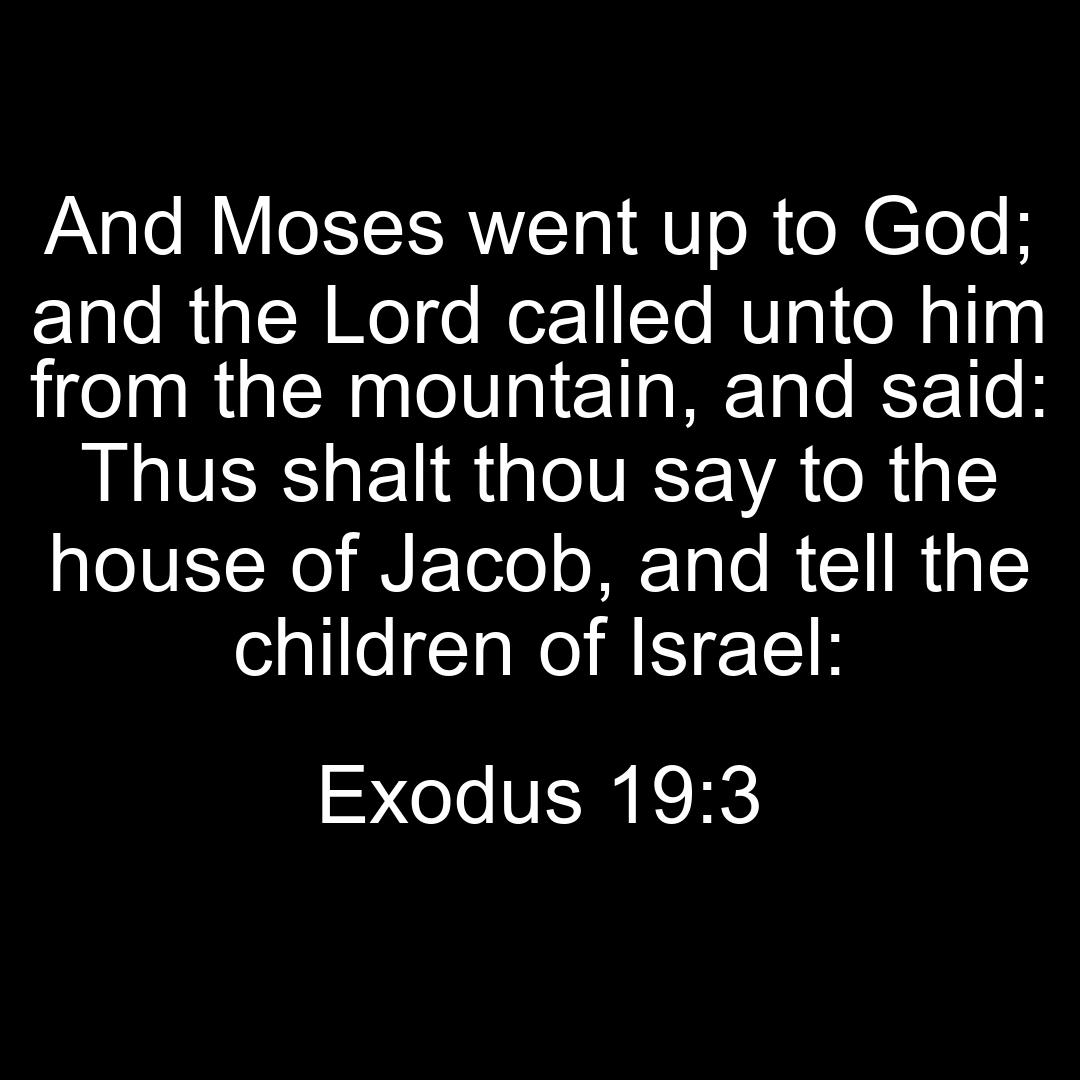 And Moses went up to God;
and the Lord called unto him
from the mountain, and said:
Thus shalt thou say to the
house of Jacob, and tell the
children of Israel:
Exodus 19:3